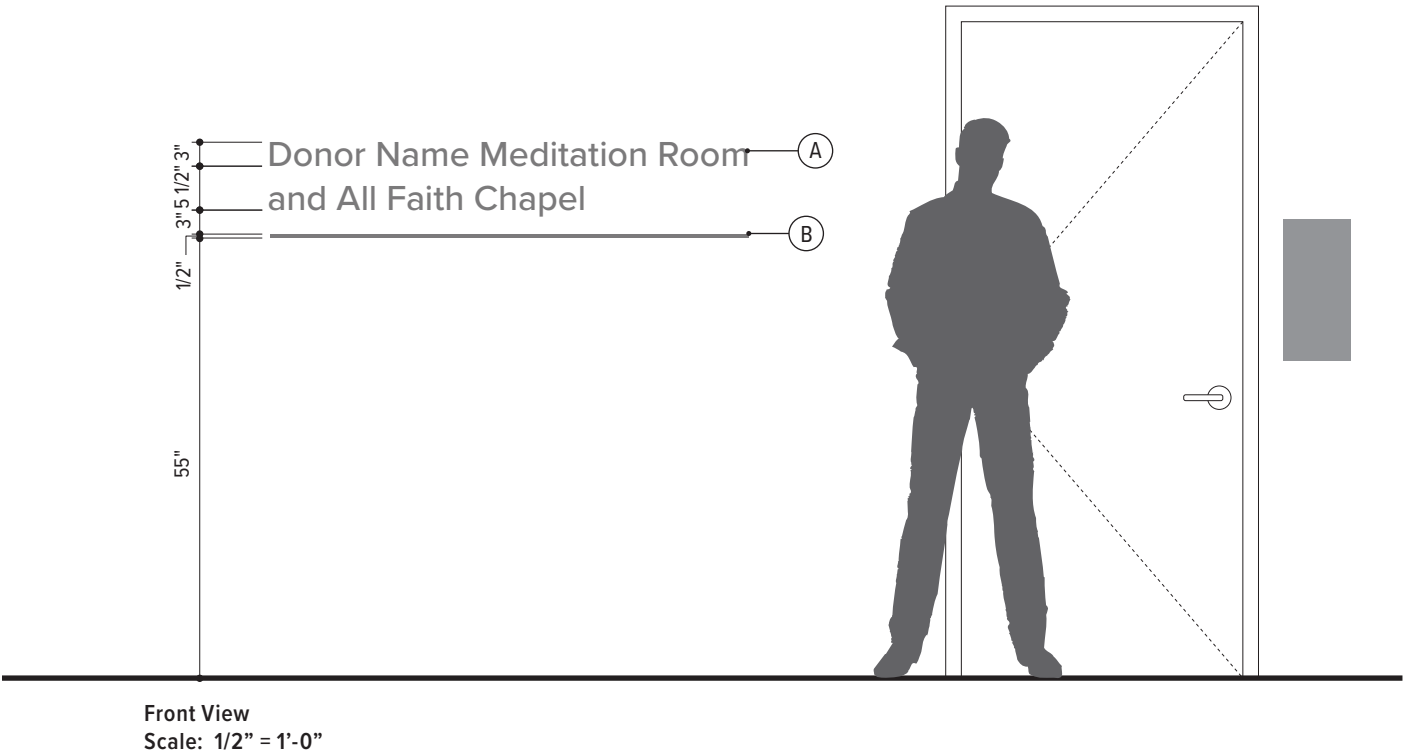 3"
Donor Name Meditation Room
A
5 1/2"
and All Faith Chapel
3"
B
1/2"
55"
Front View
Scale: 1/2” = 1’-0”